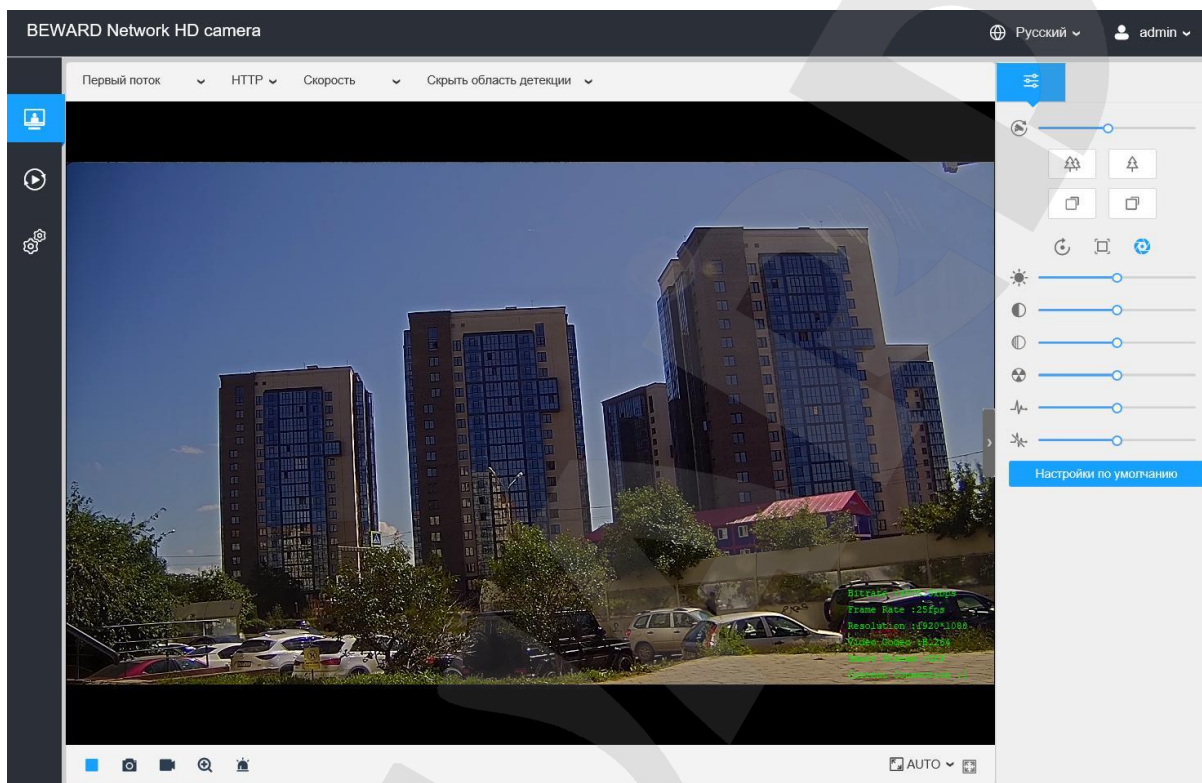 BEWARD Network HD camera
Русский admin
Первый поток HTTP Скорость Скрыть область детекции
Настройки по умолчанию
Frame Rate :25fps
Resolution :1920*1080
AUTO